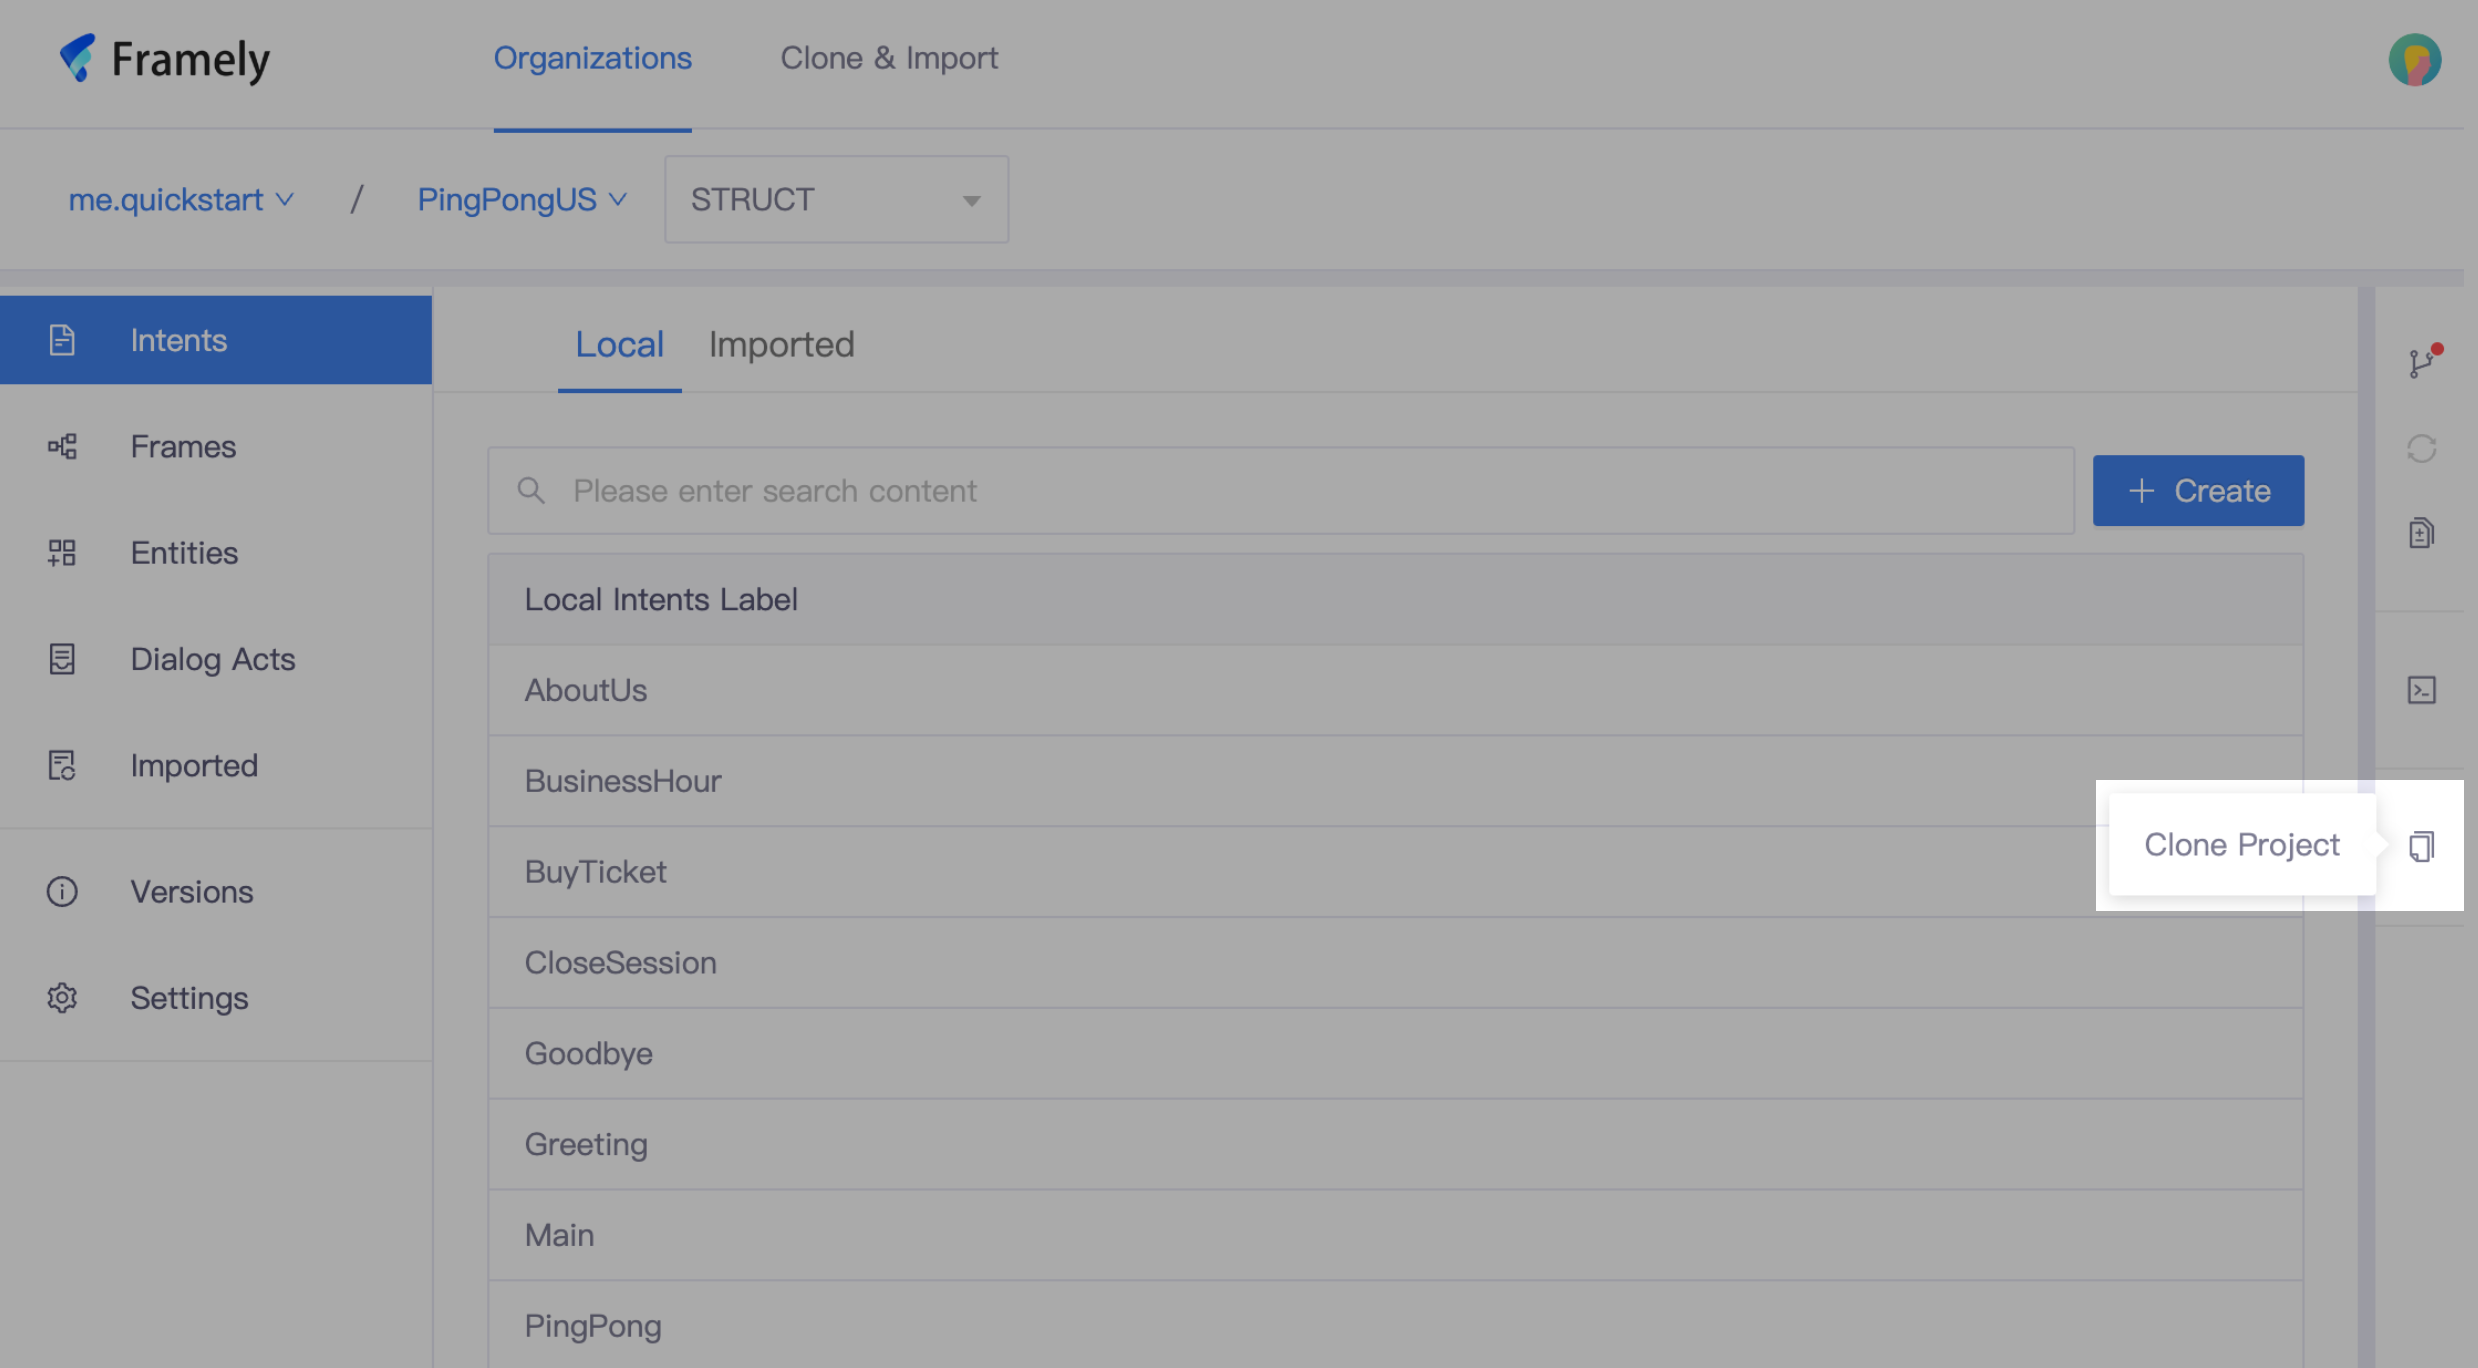 Framely
Organizations
Clone & Import
me.quickstart / PingPongUS
STRUCT
Intents
Frames
Entities
Dialog Acts
Imported
Versions
Settings
Local
Imported
Please enter search content
+ Create
Local Intents Label
AboutUs
BusinessHour
BuyTicket
CloseSession
Goodbye
Greeting
Main
PingPong
Clone Project